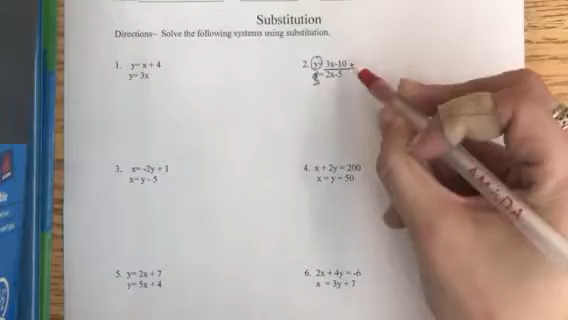 Substitution
Directions– Solve the following systems using substitution.
1. y= x + 4
y= 3x
2. y= 3x-10
= 2x-5
3. x= -2y + 1
x= y - 5
4. x + 2y = 200
x = y + 50
5. y= 2x + 7
y= 5x + 4
6. 2x + 4y = -6
x = 3y + 7
AMADA